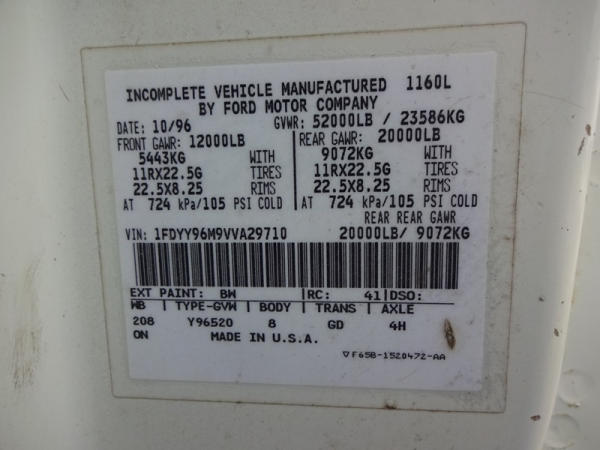 INCOMPLETE VEHICLE MANUFACTURED 1160L
BY FORD MOTOR COMPANY
DATE: 10/96 GVWR: 52000LB / 23586KG
FRONT GAWR: 12000LB REAR GAWR: 20000LB
5443KG WITH 9072KG WITH
11RX22.5G TIRES 11RX22.5G TIRES
22.5X8.25 RIMS 22.5X8.25 RIMS
AT 724 kPa/105 PSI COLD AT 724 kPa/105 PSI COLD
REAR REAR GAWR
VIN: 1FDYY96M9VVA29710 20000LB/ 9072KG
EXT PAINT: BW RC: 41 DSO:
WB TYPE-GVW BODY TRANS AXLE
208 Y96520 8 GD 4H
ON MADE IN U.S.A.
▽F65B-1520472-AA